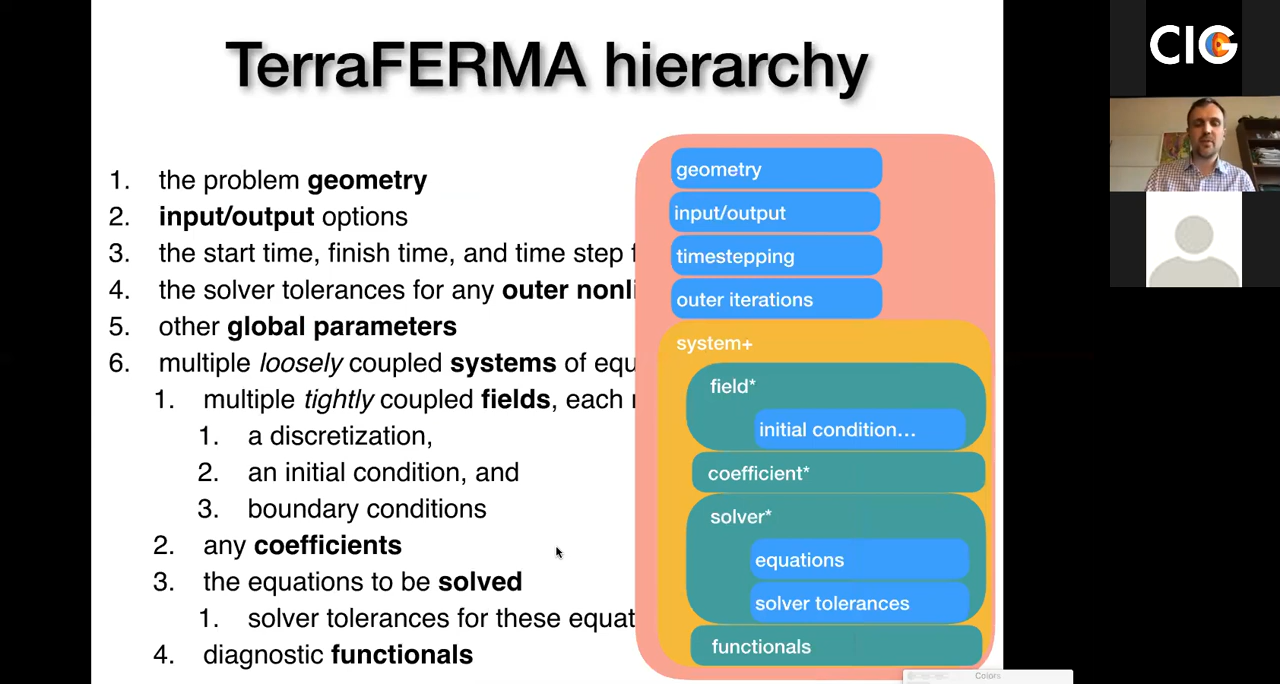 TerraFERMA hierarchy
CIG
1. the problem geometry
2. input/output options
3. the start time, finish time, and time step
4. the solver tolerances for any outer nonli
5. other global parameters
6. multiple loosely coupled systems of equ
1. multiple tightly coupled fields, each
1. a discretization,
2. an initial condition, and
3. boundary conditions
2. any coefficients
3. the equations to be solved
1. solver tolerances for these equat
4. diagnostic functionals
geometry
input/output
timestepping
outer iterations
system+
field*
initial condition...
coefficient*
solver*
equations
solver tolerances
functionals
Colors